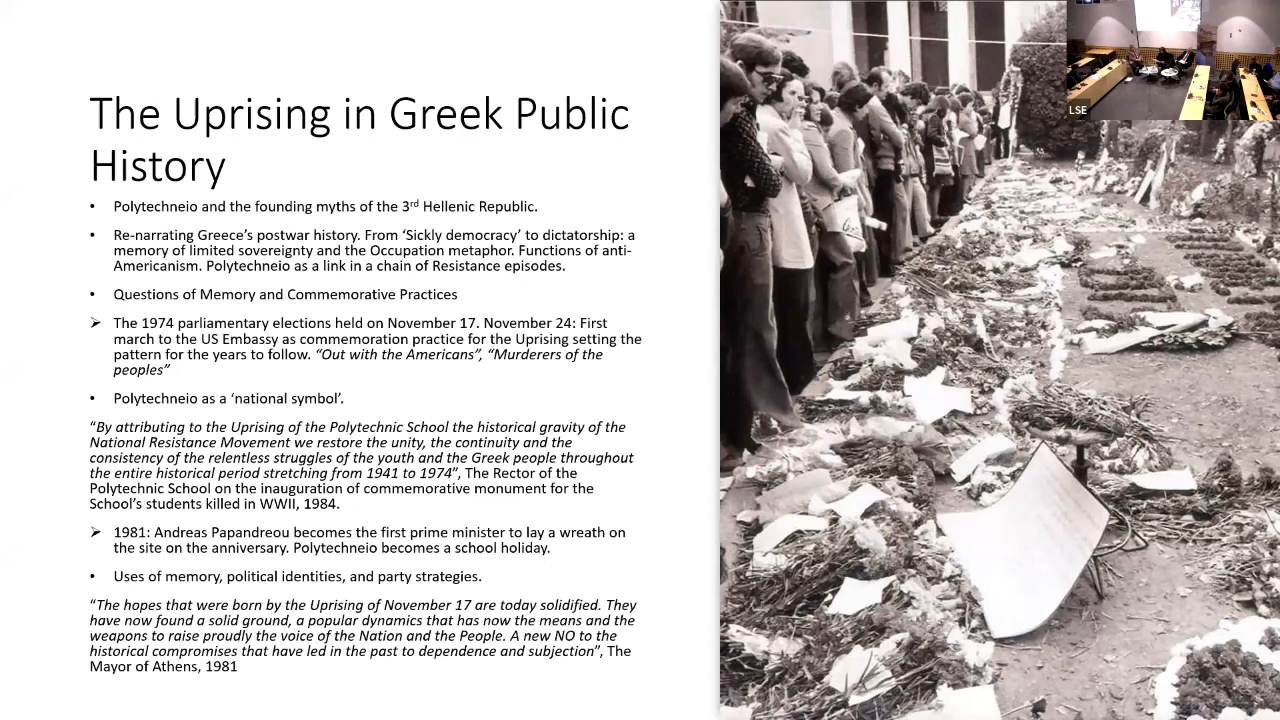 The Uprising in Greek Public
History
• Polytechneio and the founding myths of the 3rd Hellenic Republic.
• Re-narrating Greece's postwar history. From ‘Sickly democracy’ to dictatorship: a
memory of limited sovereignty and the Occupation metaphor. Functions of anti-
Americanism. Polytechneio as a link in a chain of Resistance episodes.
• Questions of Memory and Commemorative Practices
➢ The 1974 parliamentary elections held on November 17. November 24: First
march to the US Embassy as commemoration practice for the Uprising setting the
pattern for the years to follow. “Out with the Americans”, “Murderers of the
peoples”
• Polytechneio as a ‘national symbol’.
“By attributing to the Uprising of the Polytechnic School the historical gravity of the
National Resistance Movement we restore the unity, the continuity and the
consistency of the relentless struggles of the youth and the Greek people throughout
the entire historical period stretching from 1941 to 1974”, The Rector of the
Polytechnic School on the inauguration of commemorative monument for the
School's students killed in WWII, 1984.
➢ 1981: Andreas Papandreou becomes the first prime minister to lay a wreath on
the site on the anniversary. Polytechneio becomes a school holiday.
• Uses of memory, political identities, and party strategies.
“The hopes that were born by the Uprising of November 17 are today solidified. They
have now found a solid ground, a popular dynamics that has now the means and the
weapons to raise proudly the voice of the Nation and the People. A new NO to the
historical compromises that have led in the past to dependence and subjection”, The
Mayor of Athens, 1981
LSE